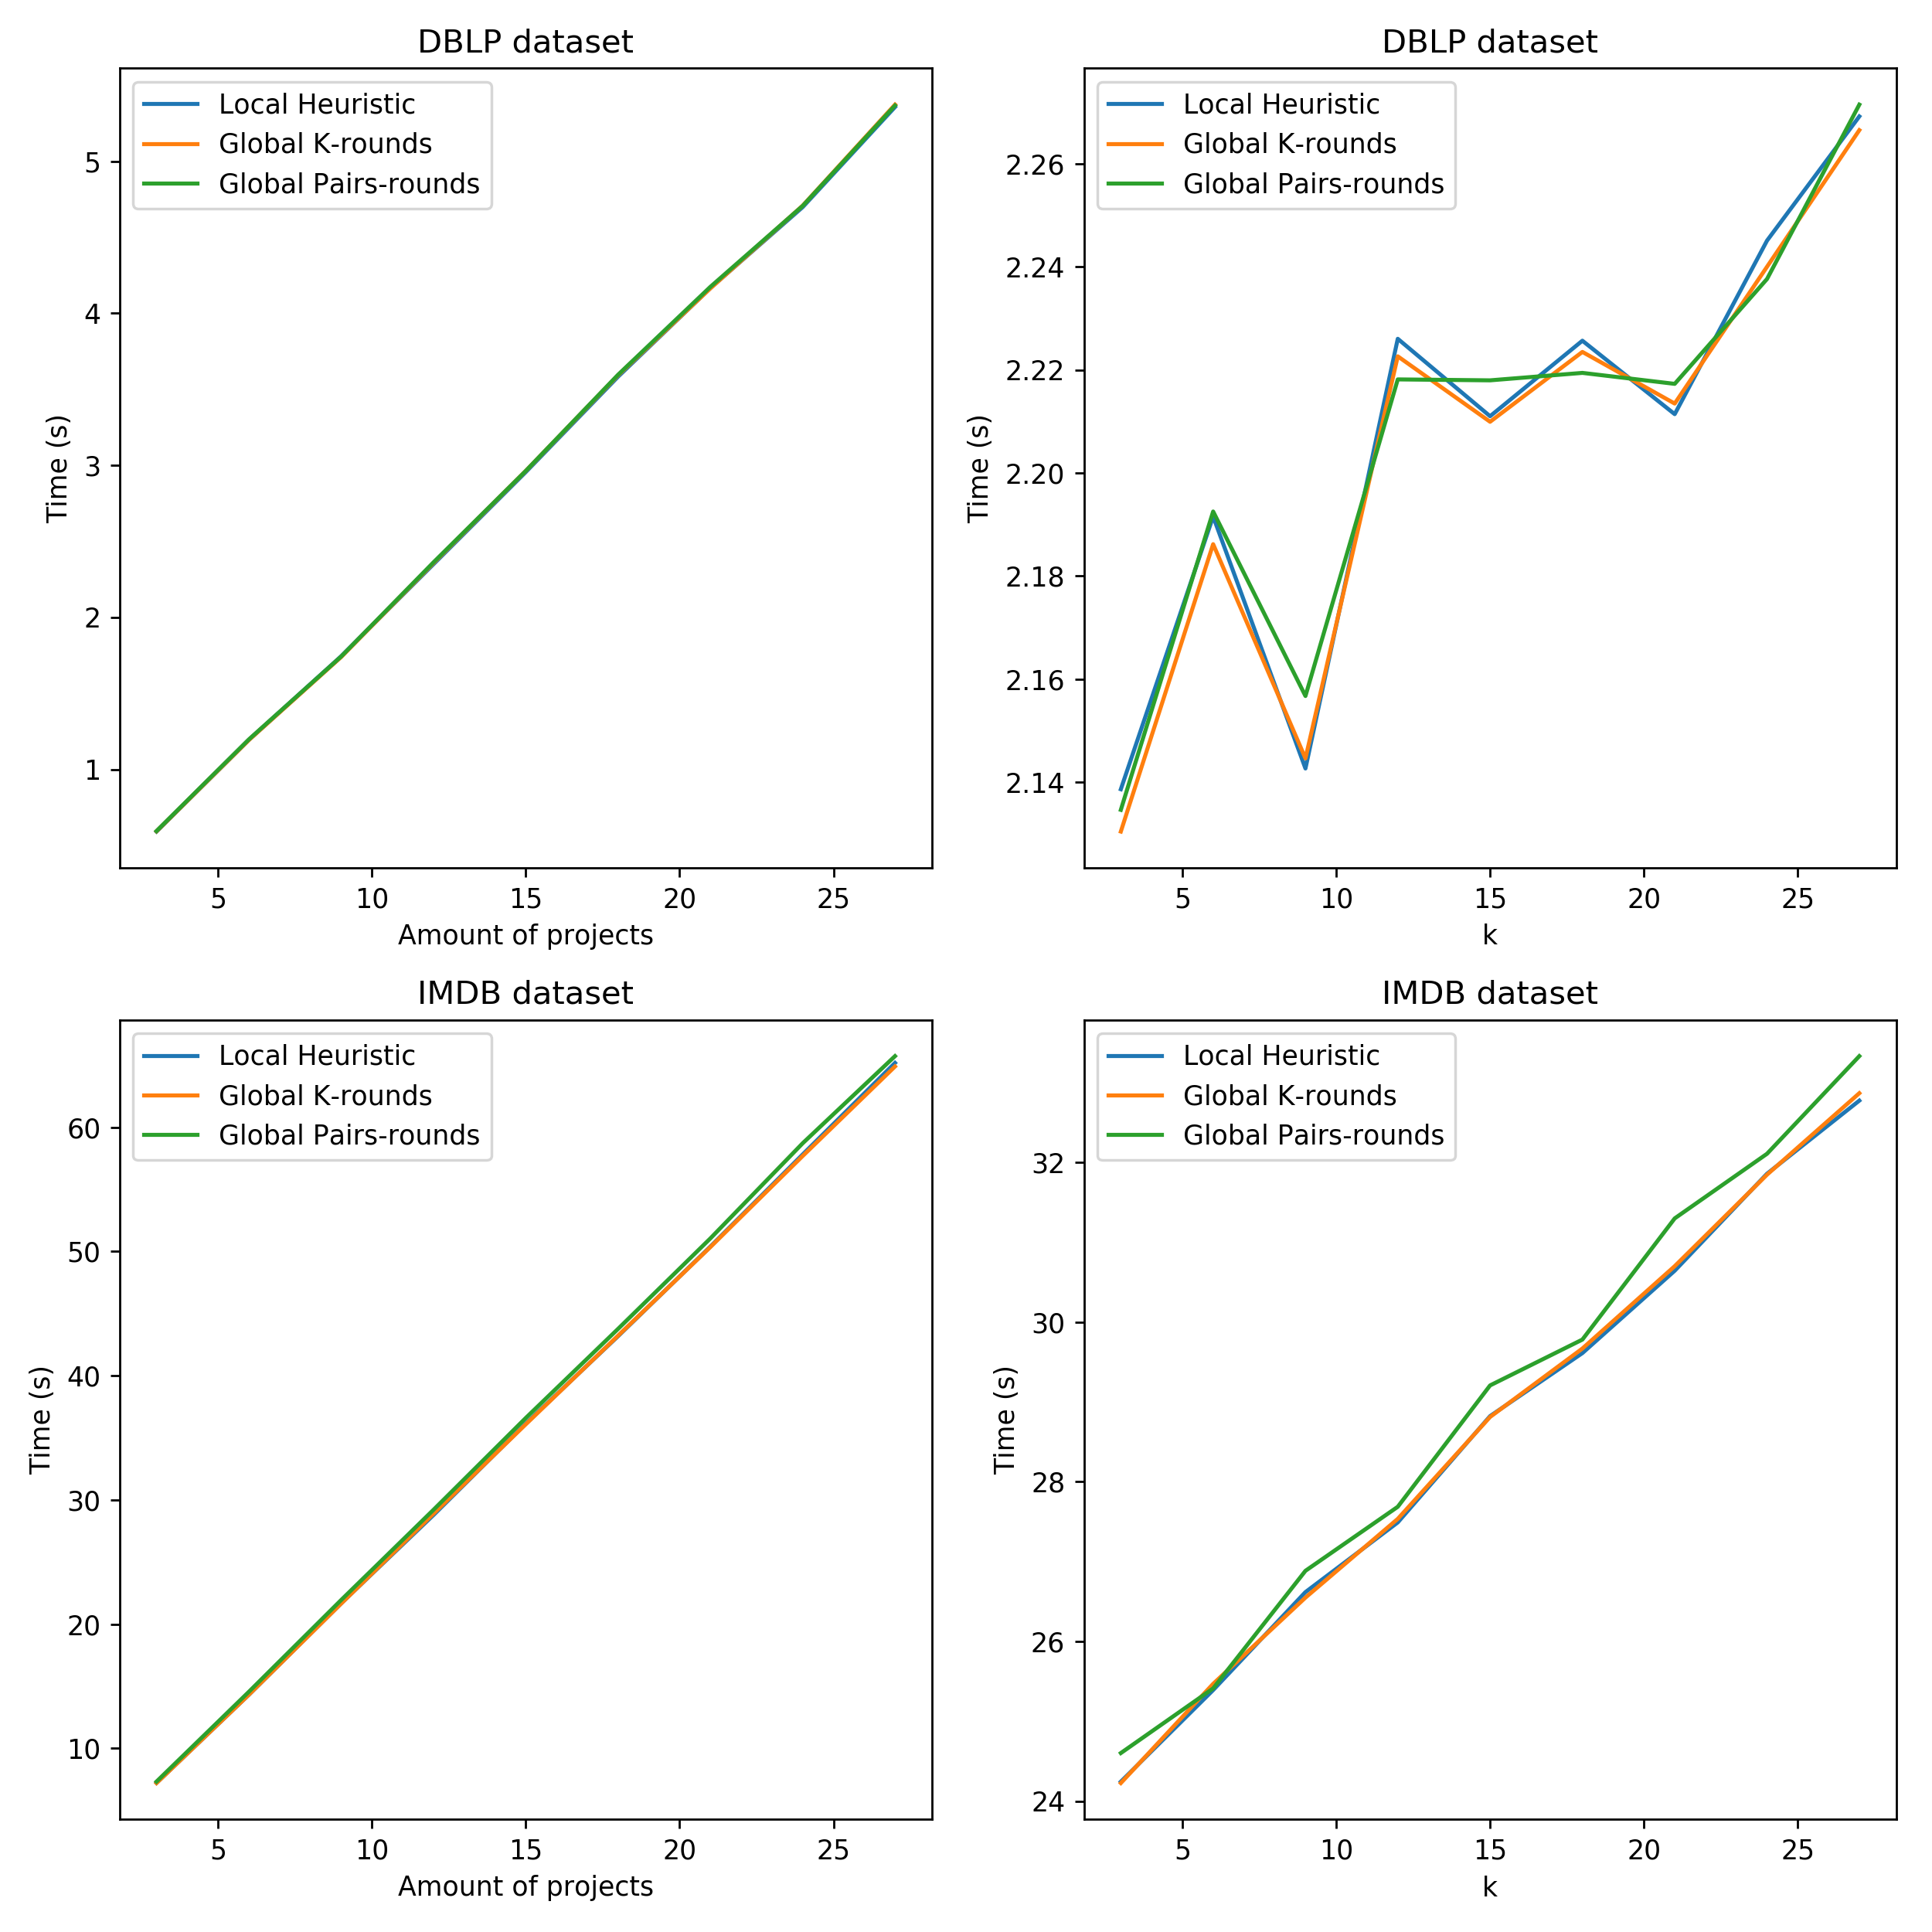 DBLP dataset
Local Heuristic
Global K-rounds
Global Pairs-rounds
5
4
3
2
1
Time (s)
5 10 15 20 25
Amount of projects
DBLP dataset
Local Heuristic
Global K-rounds
Global Pairs-rounds
2.26
2.24
2.22
2.20
2.18
2.16
2.14
Time (s)
5 10 15 20 25
k
IMDB dataset
Local Heuristic
Global K-rounds
Global Pairs-rounds
60
50
40
30
20
10
Time (s)
5 10 15 20 25
Amount of projects
IMDB dataset
Local Heuristic
Global K-rounds
Global Pairs-rounds
32
30
28
26
24
Time (s)
5 10 15 20 25
k